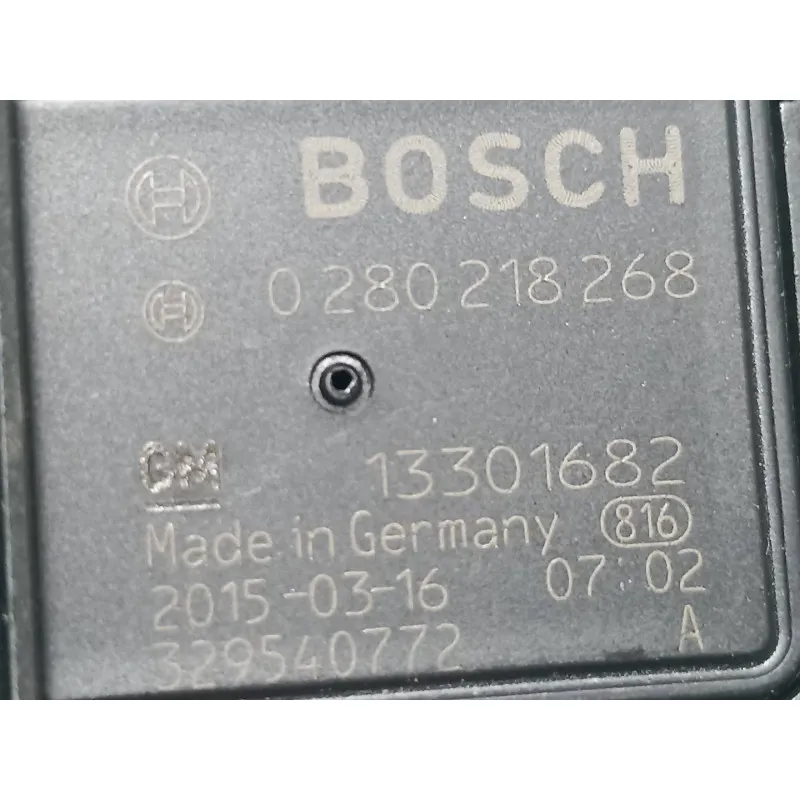 BOSCH
0 280 218 268
GM 13301682
Made in Germany 816
2015-03-16 07:02
329540772 A